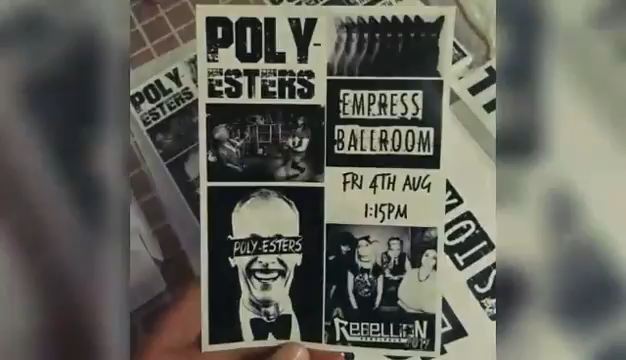 POLY-
ESTERS
EMPRESS
BALLROOM
FRI 4TH AUG
1:15PM
POLY-ESTERS
REBELLION
POLY-
ESTERS